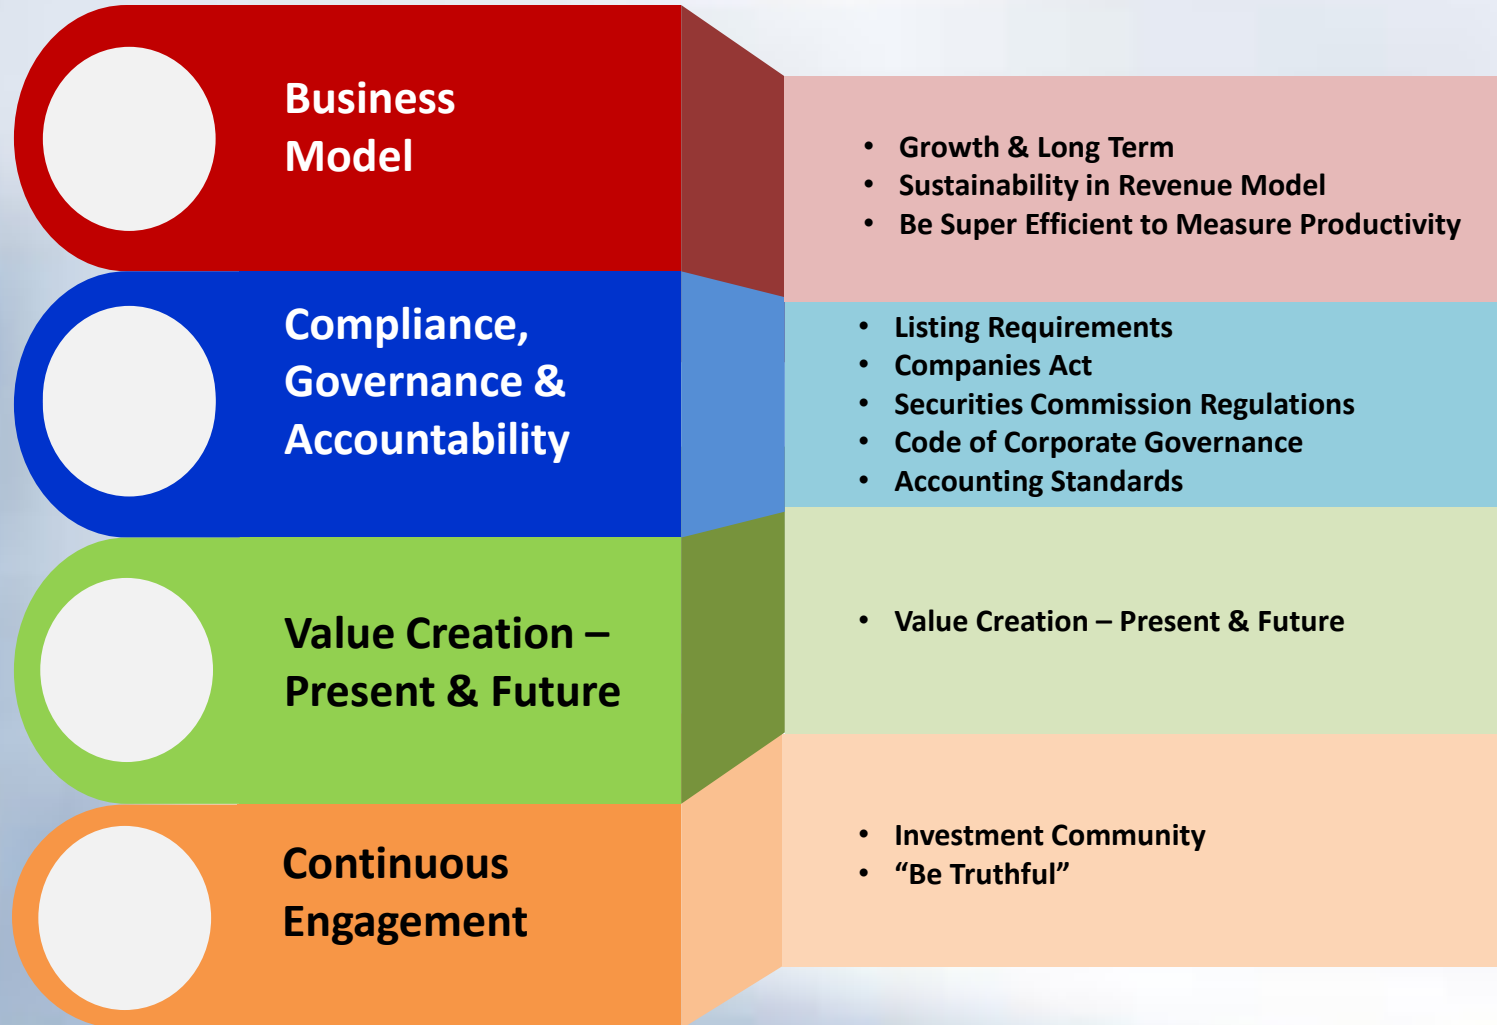 Business
Model
• Growth & Long Term
• Sustainability in Revenue Model
• Be Super Efficient to Measure Productivity
Compliance,
Governance &
Accountability
• Listing Requirements
• Companies Act
• Securities Commission Regulations
• Code of Corporate Governance
• Accounting Standards
Value Creation –
Present & Future
• Value Creation – Present & Future
Continuous
Engagement
• Investment Community
• “Be Truthful”